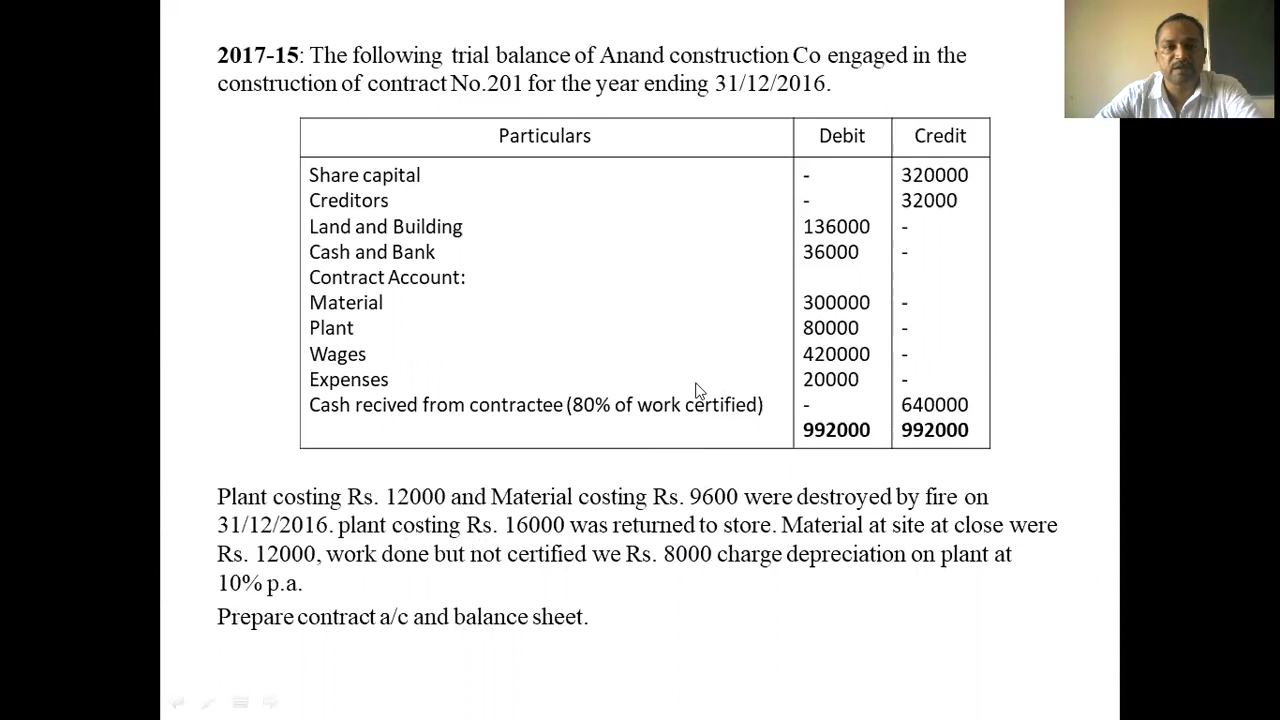 2017-15: The following trial balance of Anand construction Co engaged in the
construction of contract No.201 for the year ending 31/12/2016.
Particulars Debit Credit
Share capital - 320000
Creditors - 32000
Land and Building 136000 -
Cash and Bank 36000 -
Contract Account:
Material 300000 -
Plant 80000 -
Wages 420000 -
Expenses 20000 -
Cash recived from contractee (80% of work certified) - 640000
992000 992000
Plant costing Rs. 12000 and Material costing Rs. 9600 were destroyed by fire on
31/12/2016. plant costing Rs. 16000 was returned to store. Material at site at close were
Rs. 12000, work done but not certified we Rs. 8000 charge depreciation on plant at
10% p.a.
Prepare contract a/c and balance sheet.